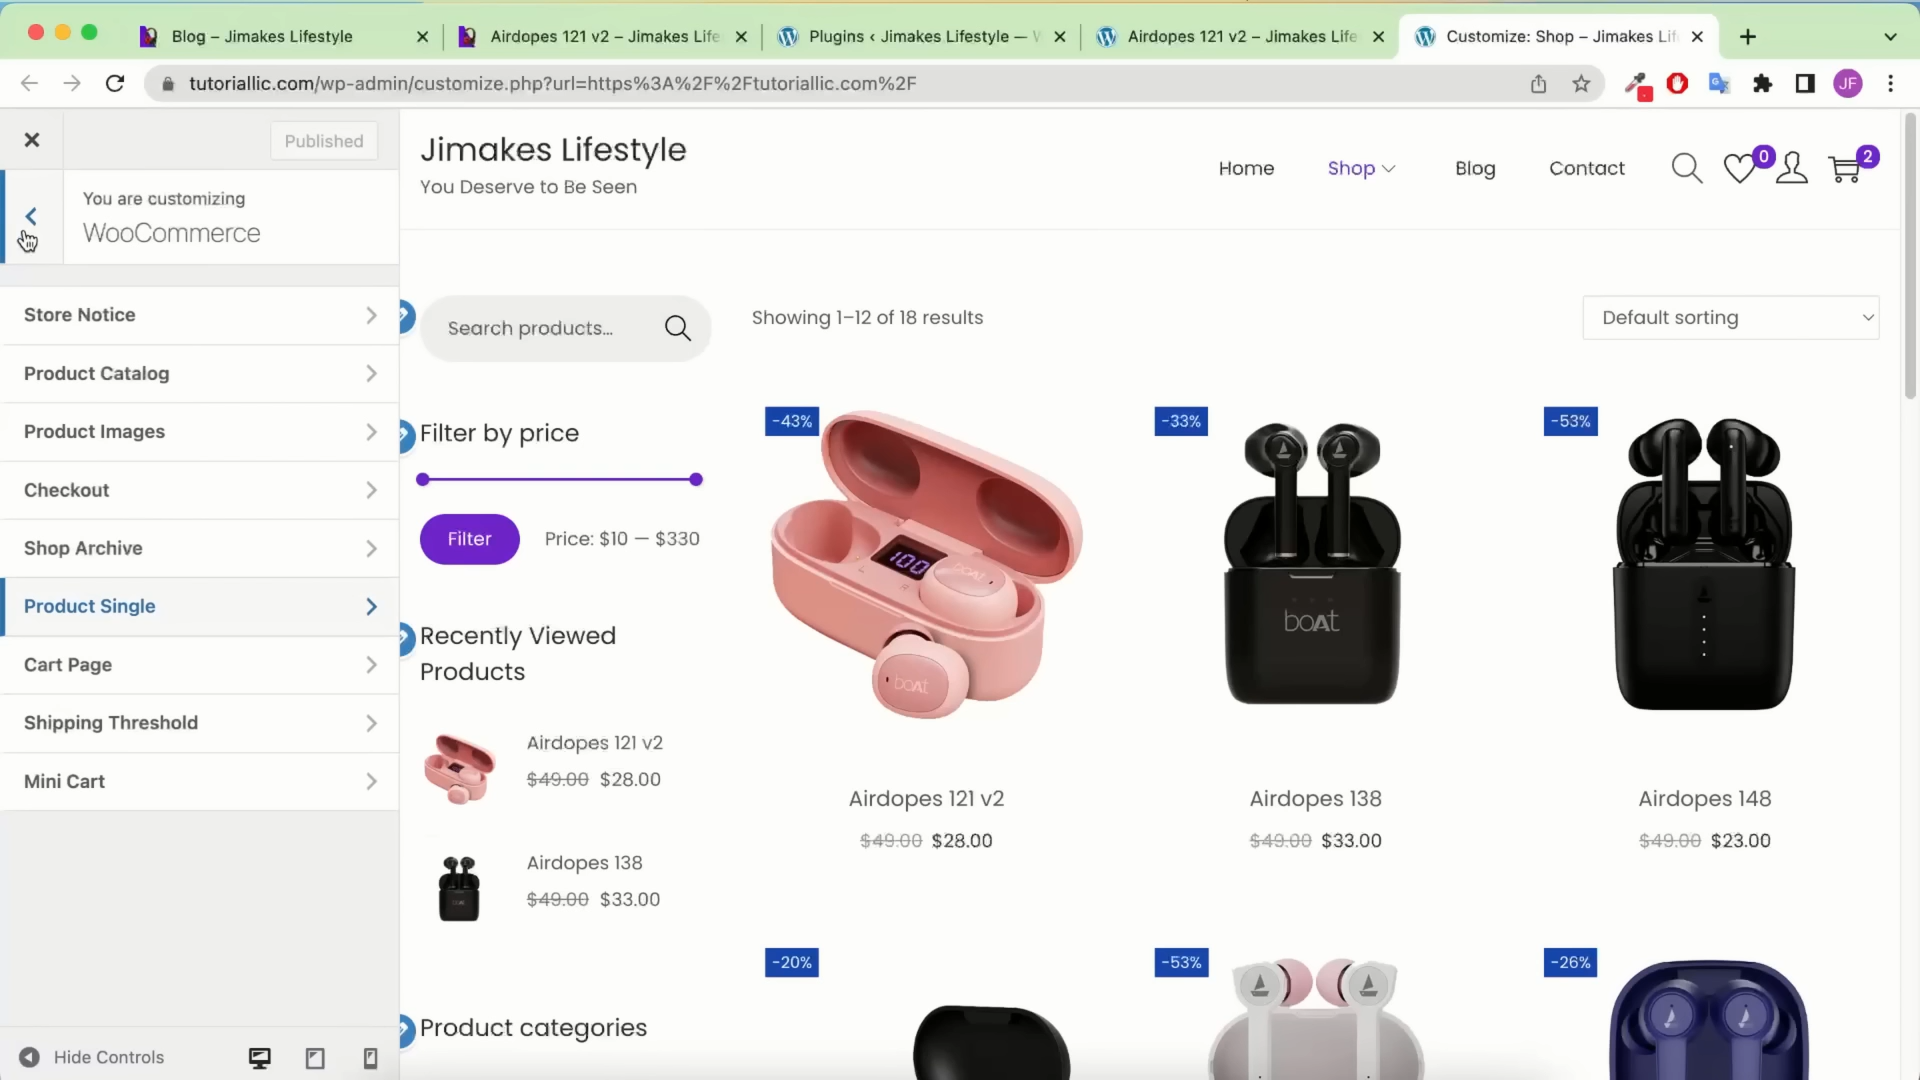 Blog – Jimakes Lifestyle
Airdopes 121 v2 – Jimakes Life
Plugins ‹ Jimakes Lifestyle —
Airdopes 121 v2 – Jimakes Life
Customize: Shop – Jimakes Lif
tutoriallic.com/wp-admin/customize.php?url=https%3A%2F%2Ftutoriallic.com%2F
JF
Published
You are customizing
WooCommerce
Store Notice
Product Catalog
Product Images
Checkout
Shop Archive
Product Single
Cart Page
Shipping Threshold
Mini Cart
Hide Controls
Jimakes Lifestyle
You Deserve to Be Seen
Home
Shop
Blog
Contact
0
2
Search products...
Showing 1–12 of 18 results
Default sorting
Filter by price
Filter
Price: $10 — $330
Recently Viewed
Products
Airdopes 121 v2
$49.00 $28.00
Airdopes 138
$49.00 $33.00
Product categories
-43%
100
boAt
boAt
Airdopes 121 v2
$49.00 $28.00
-33%
boAt
Airdopes 138
$49.00 $33.00
-53%
Airdopes 148
$49.00 $23.00
-20%
-53%
-26%